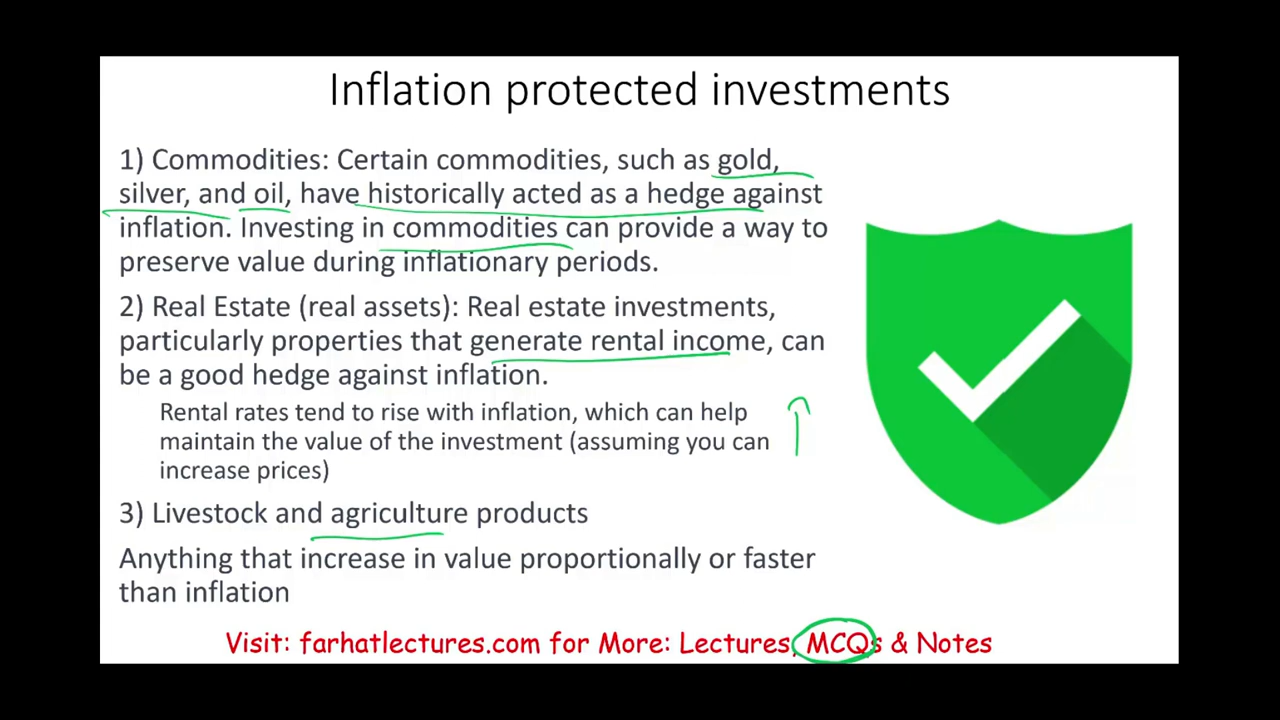 Inflation protected investments
1) Commodities: Certain commodities, such as gold,
silver, and oil, have historically acted as a hedge against
inflation. Investing in commodities can provide a way to
preserve value during inflationary periods.
2) Real Estate (real assets): Real estate investments,
particularly properties that generate rental income, can
be a good hedge against inflation.
Rental rates tend to rise with inflation, which can help
maintain the value of the investment (assuming you can
increase prices)
3) Livestock and agriculture products
Anything that increase in value proportionally or faster
than inflation
Visit: farhatlectures.com for More: Lectures, MCQs & Notes